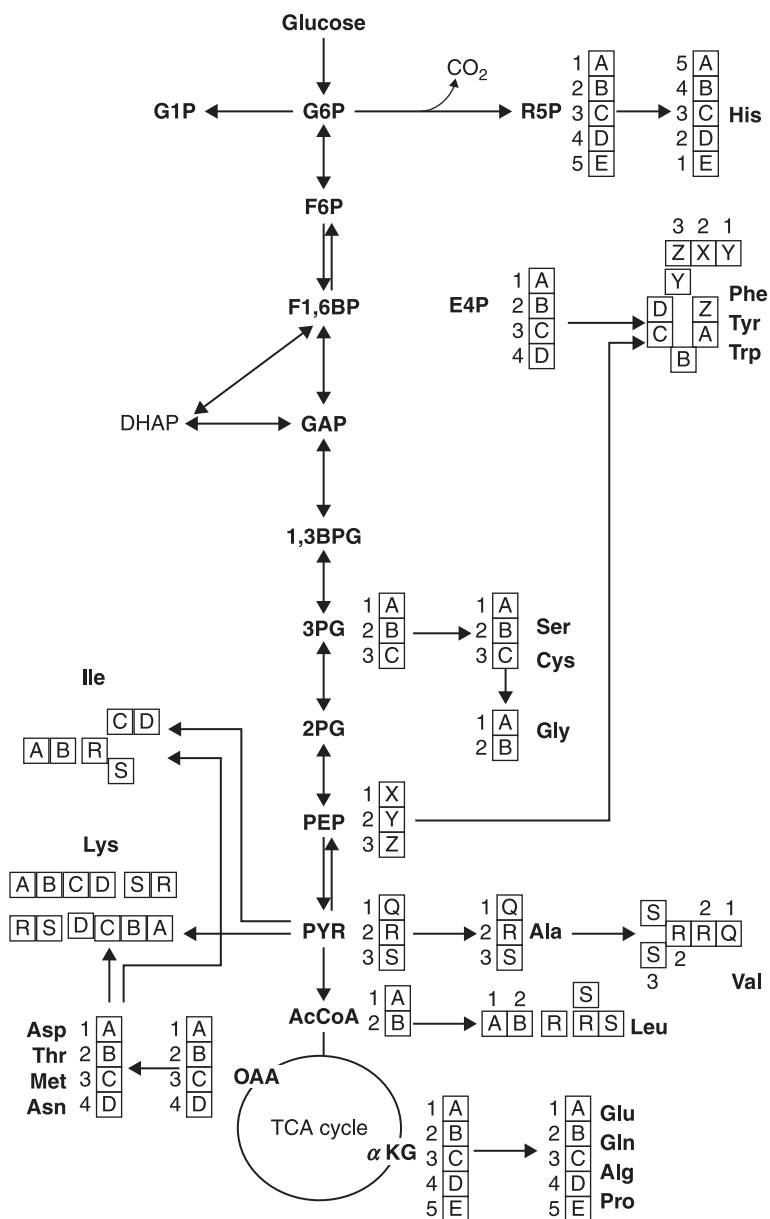 Glucose
CO2
G1P G6P R5P
1 A
2 B
3 C
4 D
5 E
5 A
4 B
3 C
2 D
1 E
His
F6P
3 2 1
Z X Y
Y
D Z
C A
B
Phe
Tyr
Trp
E4P
1 A
2 B
3 C
4 D
F1,6BP
DHAP GAP
1,3BPG
3PG
1 A
2 B
3 C
1 A
2 B
3 C
Ser
Cys
1 A
2 B
Gly
Ile
C D
A B R
S
2PG
PEP
1 X
2 Y
3 Z
Lys
A B C D S R
R S D C B A
PYR
1 Q
2 R
3 S
1 Q
2 R
3 S
Ala
S 2 1
R R Q
S 2
3
Val
AcCoA
1 A
2 B
1 2 S
A B R R S
Leu
Asp 1 A
Thr 2 B
Met 3 C
Asn 4 D
1 A
2 B
3 C
4 D
OAA
TCA cycle
α KG
1 A
2 B
3 C
4 D
5 E
1 A Glu
2 B Gln
3 C Alg
4 D Pro
5 E